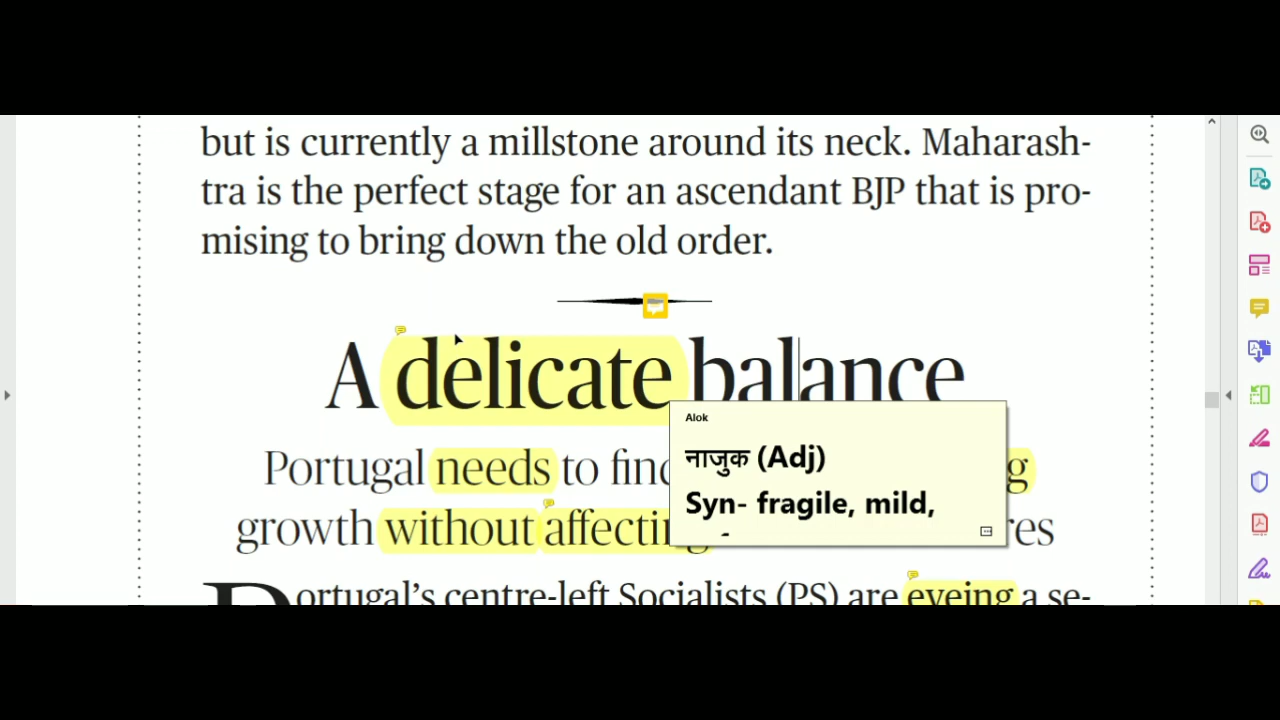 but is currently a millstone around its neck. Maharash-
tra is the perfect stage for an ascendant BJP that is pro-
mising to bring down the old order.
A delicate balance
Alok
नाजुक (Adj)
Syn- fragile, mild,
Portugal needs to find
growth without affecting
ortugal’s centre-left Socialists (PS) are eyeing a se-